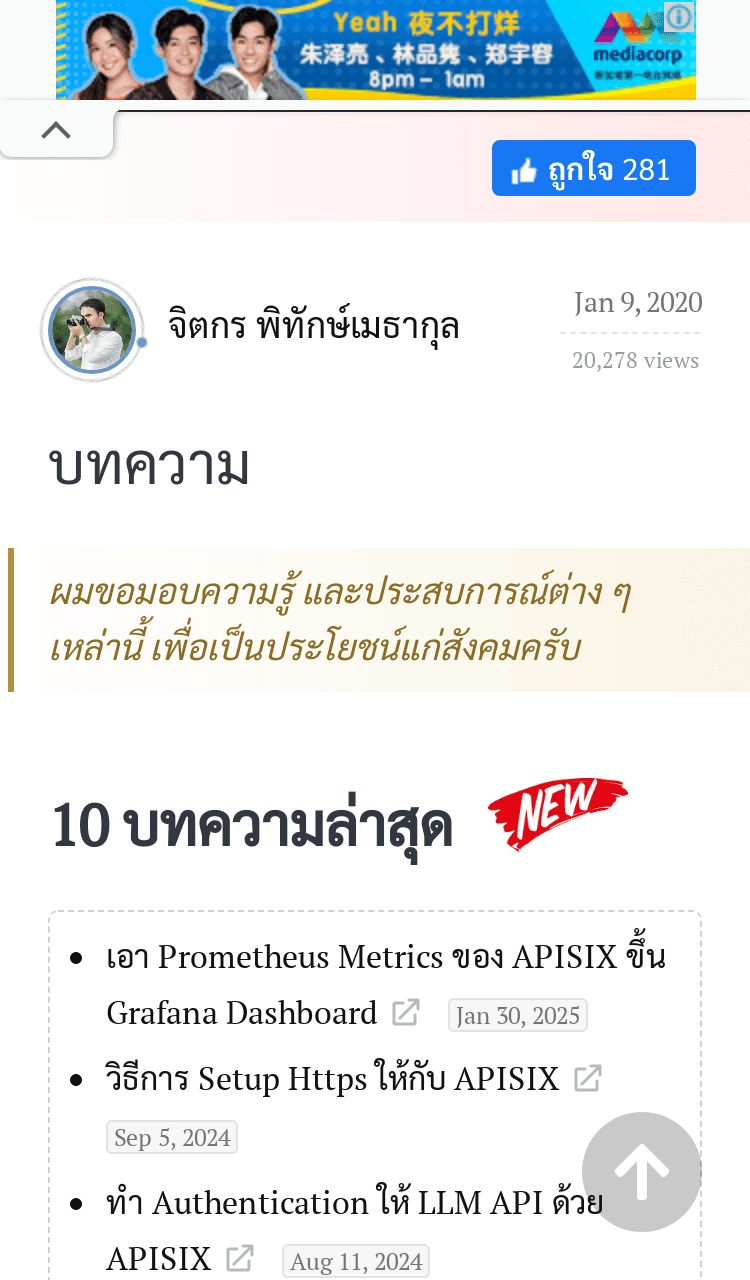 Yeah 夜不打烊
朱泽亮、林品隽、郑宇容
8pm – 1am
mediacorp
ถูกใจ 281
จิตกร พิทักษ์เมธากุล
Jan 9, 2020
20,278 views
บทความ
ผมขอมอบความรู้ และประสบการณ์ต่าง ๆ
เหล่านี้ เพื่อเป็นประโยชน์แก่สังคมครับ
10 บทความล่าสุด NEW
เอา Prometheus Metrics ของ APISIX ขึ้น
Grafana Dashboard Jan 30, 2025
วิธีการ Setup Https ให้กับ APISIX
Sep 5, 2024
ทำ Authentication ให้ LLM API ด้วย
APISIX Aug 11, 2024